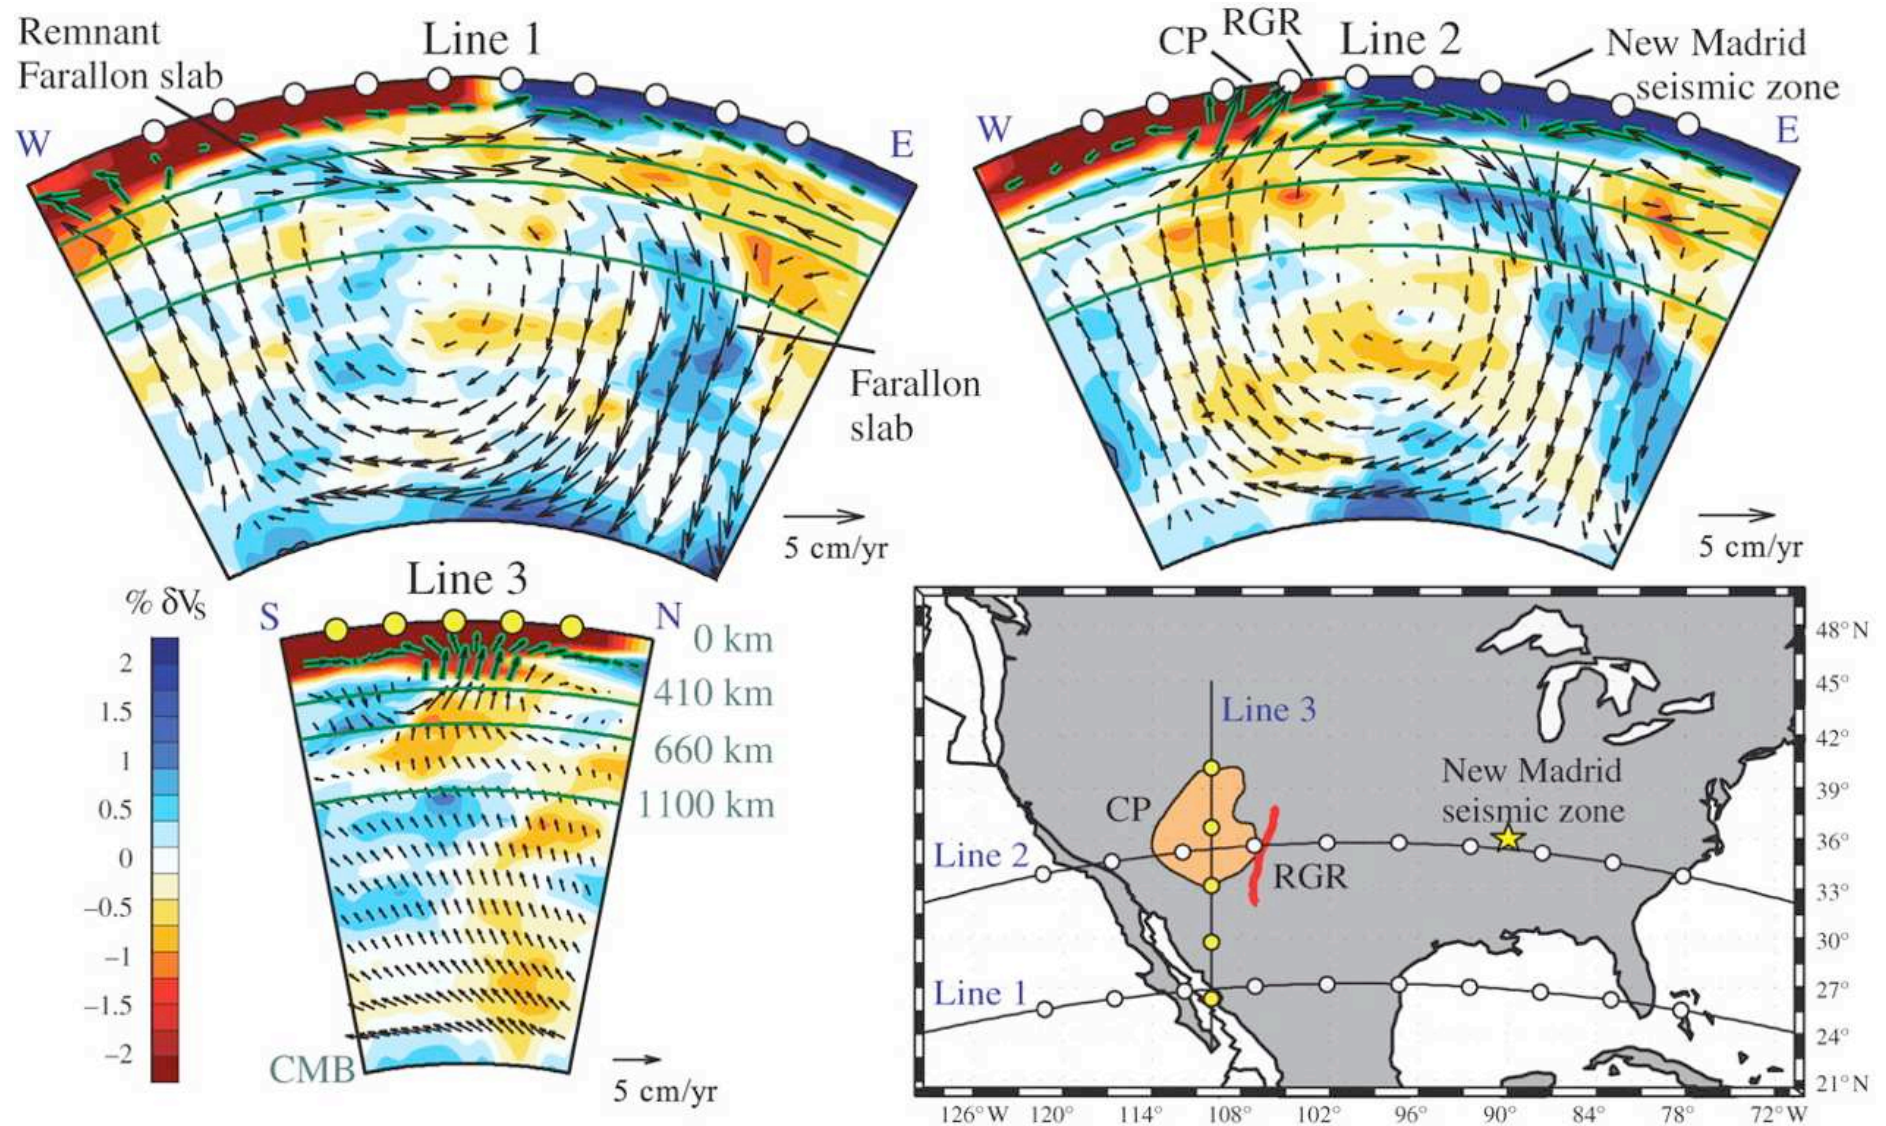 Remnant
Farallon slab
Line 1
W
E
Farallon
slab
5 cm/yr
CP
RGR
Line 2
New Madrid
seismic zone
W
E
5 cm/yr
Line 3
S
N
0 km
410 km
660 km
1100 km
CMB
5 cm/yr
% δVS
2
1.5
1
0.5
0
−0.5
−1
−1.5
−2
Line 3
CP
New Madrid
seismic zone
Line 2
RGR
Line 1
48°N
45°
42°
39°
36°
33°
30°
27°
24°
21°N
126°W 120° 114° 108° 102° 96° 90° 84° 78° 72°W